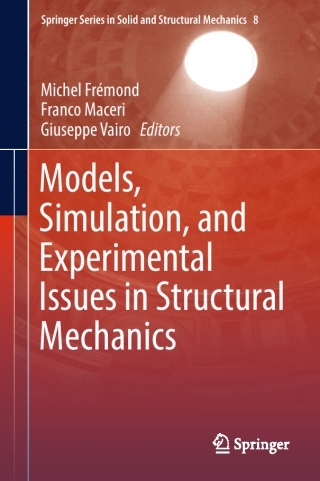 Springer Series in Solid and Structural Mechanics 8
Michel Frémond
Franco Maceri
Giuseppe Vairo Editors
Models,
Simulation, and
Experimental
Issues in Structural
Mechanics
Springer